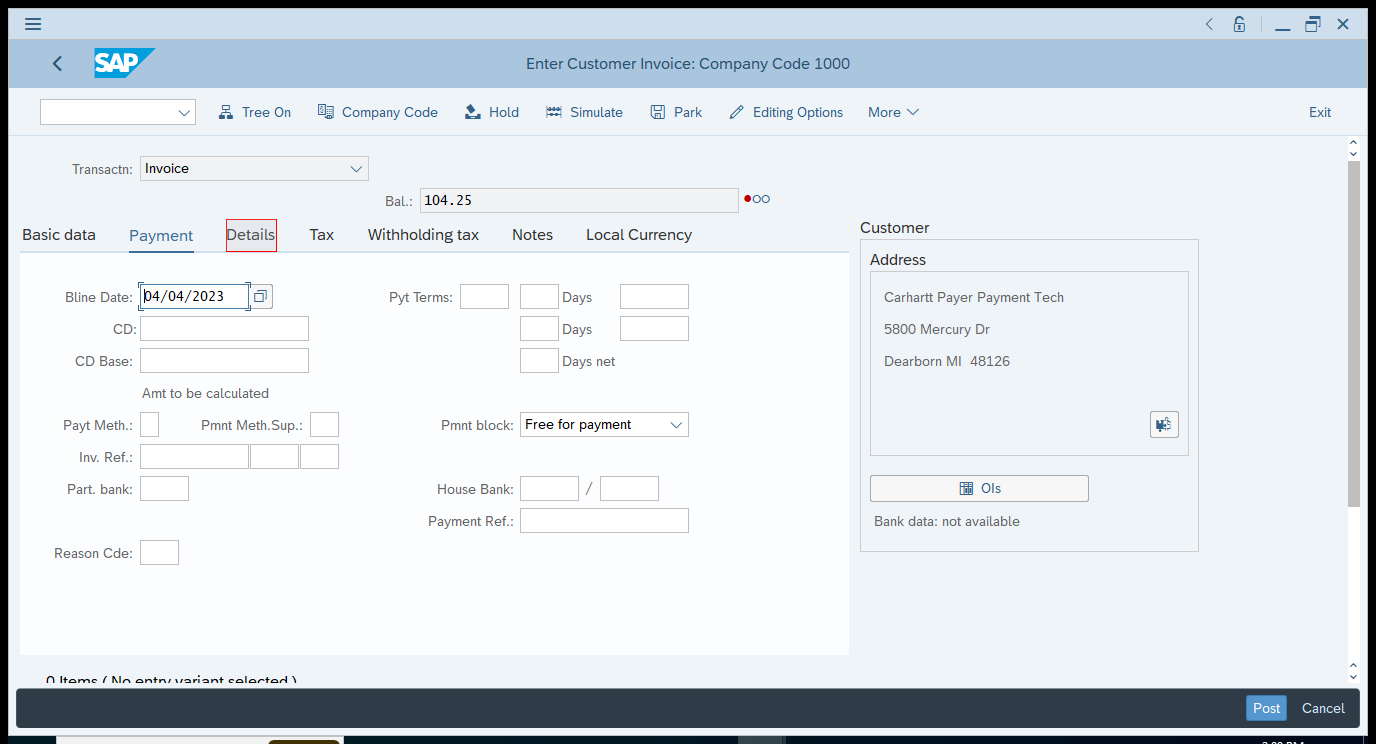 SAP
Enter Customer Invoice: Company Code 1000
Tree On Company Code Hold Simulate Park Editing Options More Exit
Transactn: Invoice
Bal.: 104.25
Basic data Payment Details Tax Withholding tax Notes Local Currency
Customer
Address
Carhartt Payer Payment Tech
5800 Mercury Dr
Dearborn MI 48126
OIs
Bank data: not available
Bline Date: 04/04/2023 Pyt Terms: Days
CD: Days
CD Base: Days net
Amt to be calculated
Payt Meth.: Pmnt Meth.Sup.: Pmnt block: Free for payment
Inv. Ref.:
Part. bank: House Bank: /
Payment Ref.:
Reason Cde:
0 Items ( No entry variant selected )
Post Cancel